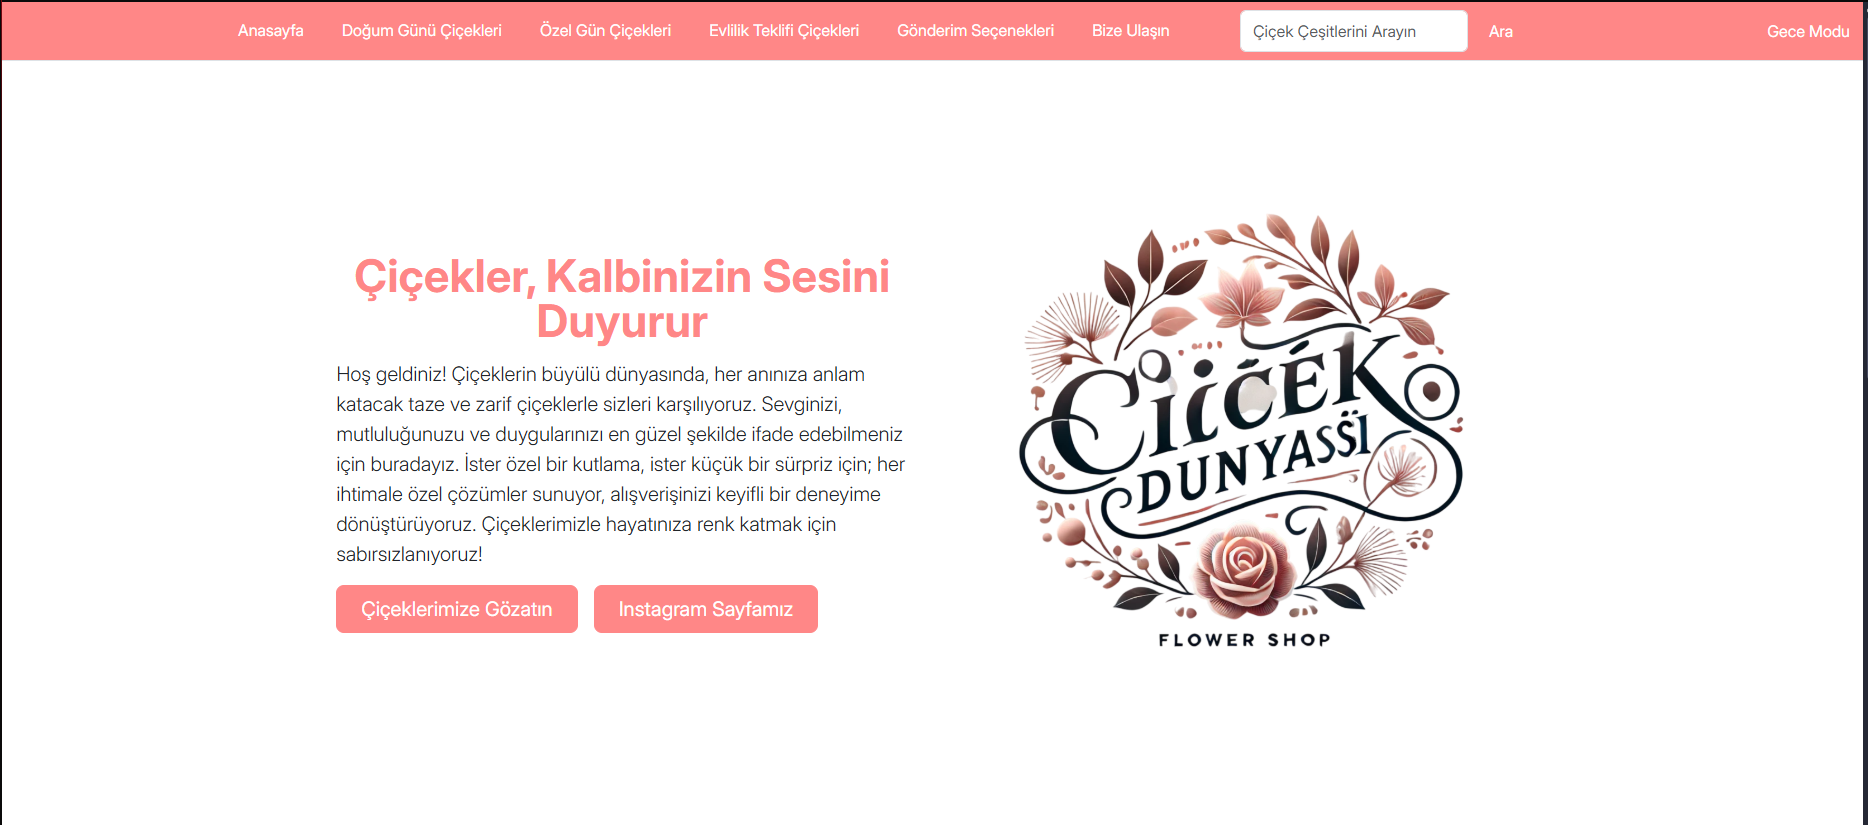 Anasayfa Doğum Günü Çiçekleri Özel Gün Çiçekleri Evlilik Teklifi Çiçekleri Gönderim Seçenekleri Bize Ulaşın Çiçek Çeşitlerini Arayın Ara Gece Modu
Çiçekler, Kalbinizin Sesini
Duyurur
Hoş geldiniz! Çiçeklerin büyülü dünyasında, her anınıza anlam
katacak taze ve zarif çiçeklerle sizleri karşılıyoruz. Sevginizi,
mutluluğunuzu ve duygularınızı en güzel şekilde ifade edebilmeniz
için buradayız. İster özel bir kutlama, ister küçük bir sürpriz için; her
ihtimale özel çözümler sunuyor, alışverişinizi keyifli bir deneyime
dönüştürüyoruz. Çiçeklerimizle hayatınıza renk katmak için
sabırsızlanıyoruz!
Çiçeklerimize Gözatın Instagram Sayfamız
DUNYASSİ
FLOWER SHOP